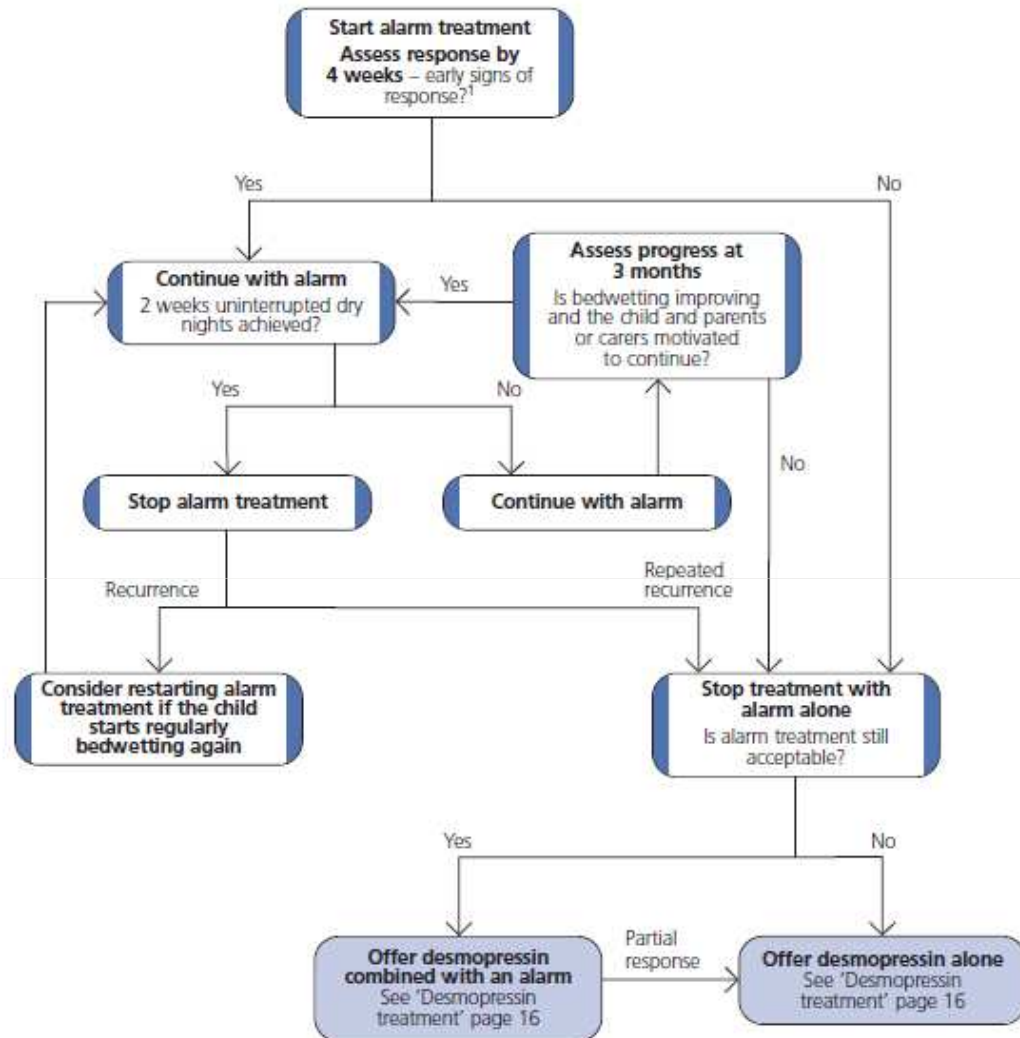 Start alarm treatment
Assess response by
4 weeks – early signs of
response?1
Yes
No
Continue with alarm
2 weeks uninterrupted dry
nights achieved?
Yes
Assess progress at
3 months
Is bedwetting improving
and the child and parents
or carers motivated
to continue?
Yes
No
No
Stop alarm treatment
Continue with alarm
Recurrence
Repeated
recurrence
Consider restarting alarm
treatment if the child
starts regularly
bedwetting again
Stop treatment with
alarm alone
Is alarm treatment still
acceptable?
Yes
No
Offer desmopressin
combined with an alarm
See ‘Desmopressin
treatment’ page 16
Partial
response
Offer desmopressin alone
See ‘Desmopressin
treatment’ page 16